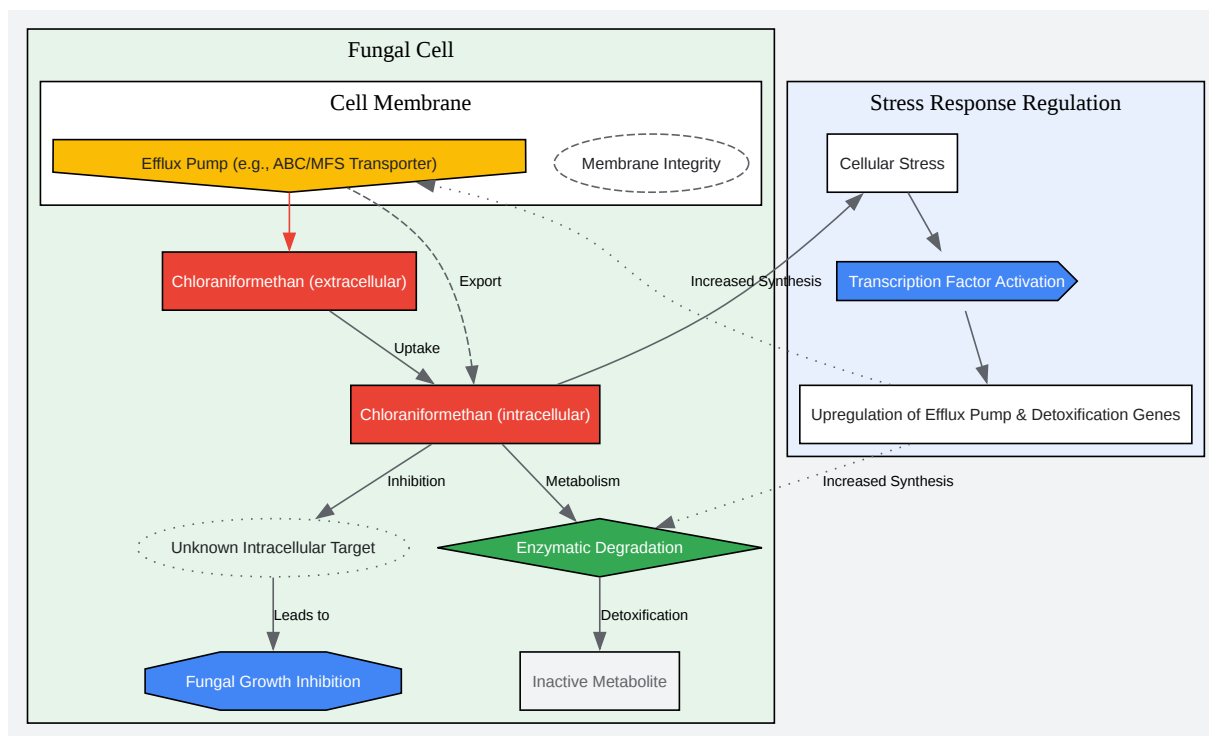 Fungal Cell
Cell Membrane
Stress Response Regulation
Efflux Pump (e.g., ABC/MFS Transporter)
Membrane Integrity
Cellular Stress
Chloraniformethan (extracellular)
Export
Increased Synthesis
Transcription Factor Activation
Uptake
Chloraniformethan (intracellular)
Upregulation of Efflux Pump & Detoxification Genes
Inhibition
Metabolism
Increased Synthesis
Unknown Intracellular Target
Enzymatic Degradation
Leads to
Detoxification
Fungal Growth Inhibition
Inactive Metabolite